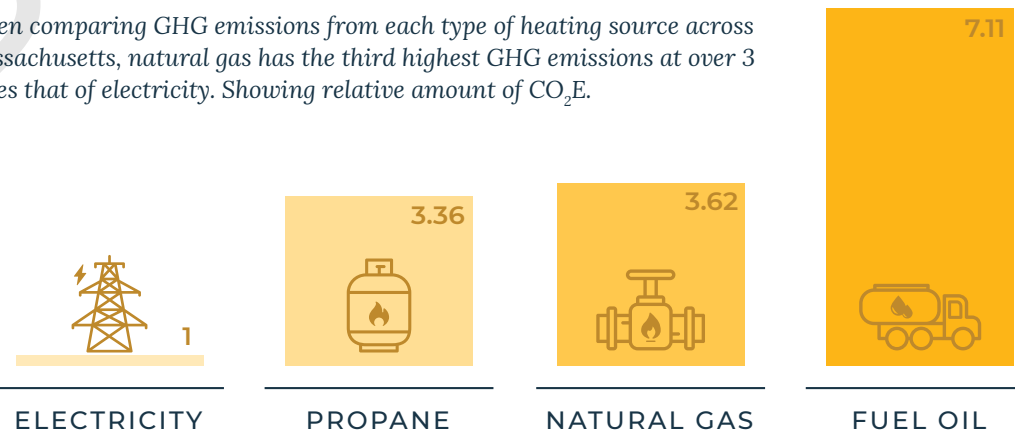 en comparing GHG emissions from each type of heating source across
ssachusetts, natural gas has the third highest GHG emissions at over 3
es that of electricity. Showing relative amount of CO₂E.
7.11
3.62
3.36
1
ELECTRICITY
PROPANE
NATURAL GAS
FUEL OIL